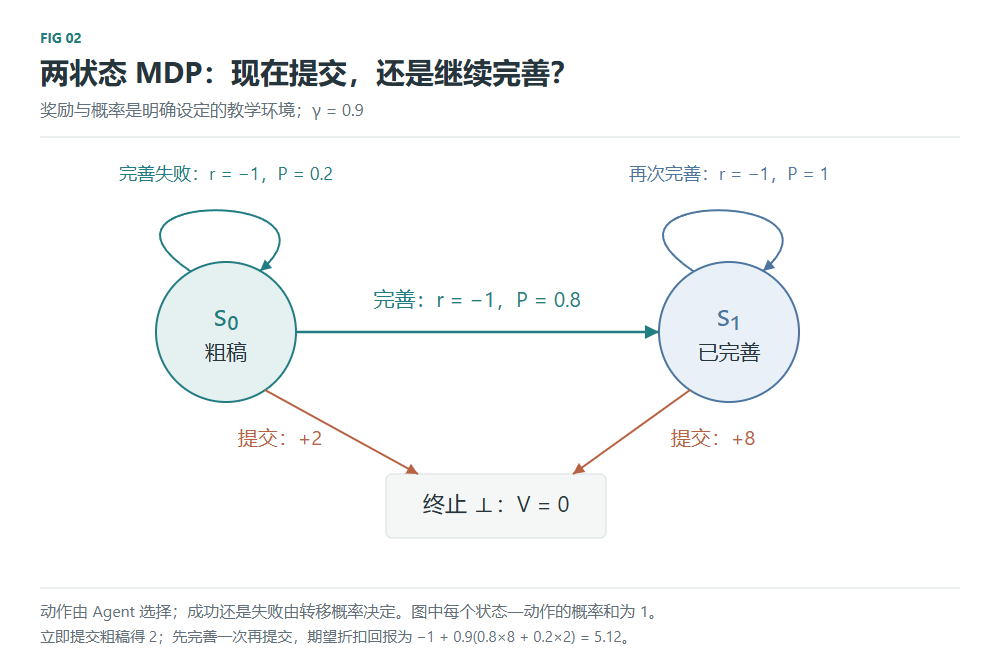 FIG 02
两状态 MDP：现在提交，还是继续完善？
奖励与概率是明确设定的教学环境；γ = 0.9
完善失败：r = −1，P = 0.2
再次完善：r = −1，P = 1
完善：r = −1，P = 0.8
S₀
粗稿
S₁
已完善
提交：+2
提交：+8
终止 ⊥：V = 0
动作由 Agent 选择；成功还是失败由转移概率决定。图中每个状态—动作的概率和为 1。
立即提交粗稿得 2；先完善一次再提交，期望折扣回报为 −1 + 0.9(0.8×8 + 0.2×2) = 5.12。